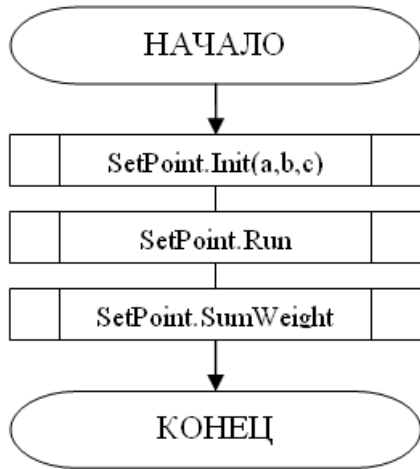 НАЧАЛО
SetPoint.Init(a,b,c)
SetPoint.Run
SetPoint.SumWeight
КОНЕЦ